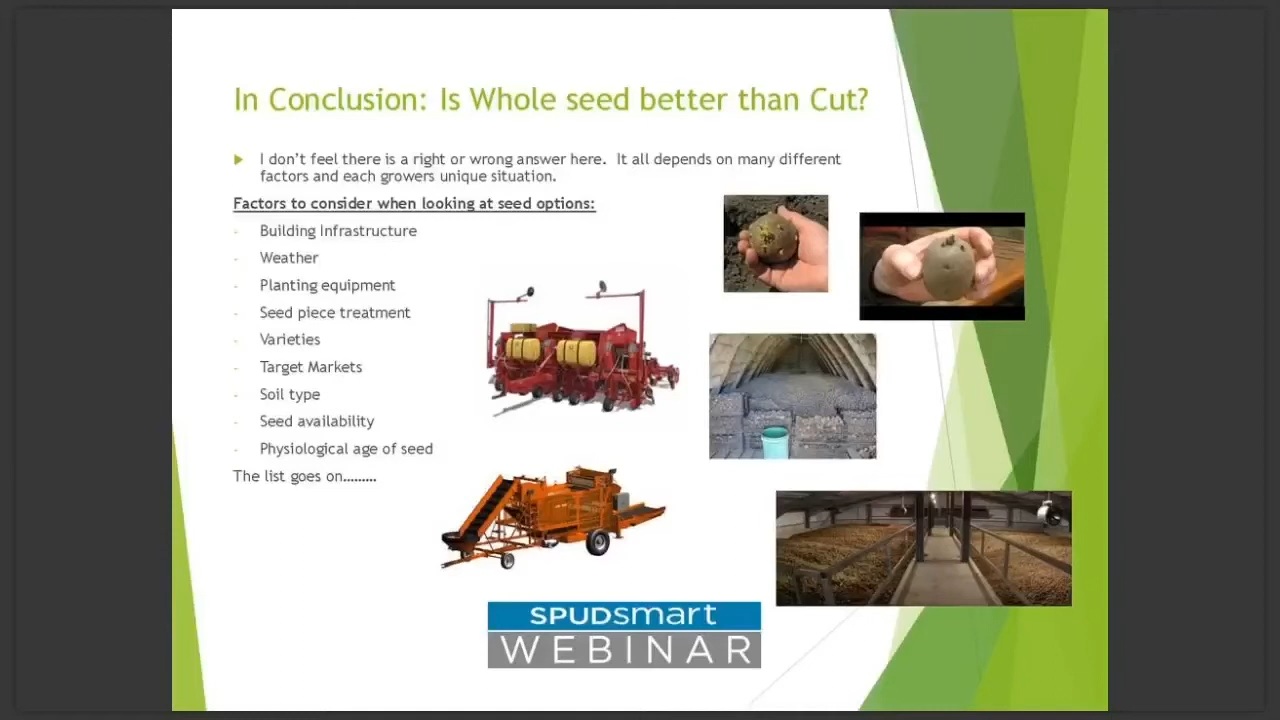 In Conclusion: Is Whole seed better than Cut?
I don't feel there is a right or wrong answer here. It all depends on many different
factors and each growers unique situation.
Factors to consider when looking at seed options:
- Building Infrastructure
- Weather
- Planting equipment
- Seed piece treatment
- Varieties
- Target Markets
- Soil type
- Seed availability
- Physiological age of seed
The list goes on………
SPUDsmart
WEBINAR